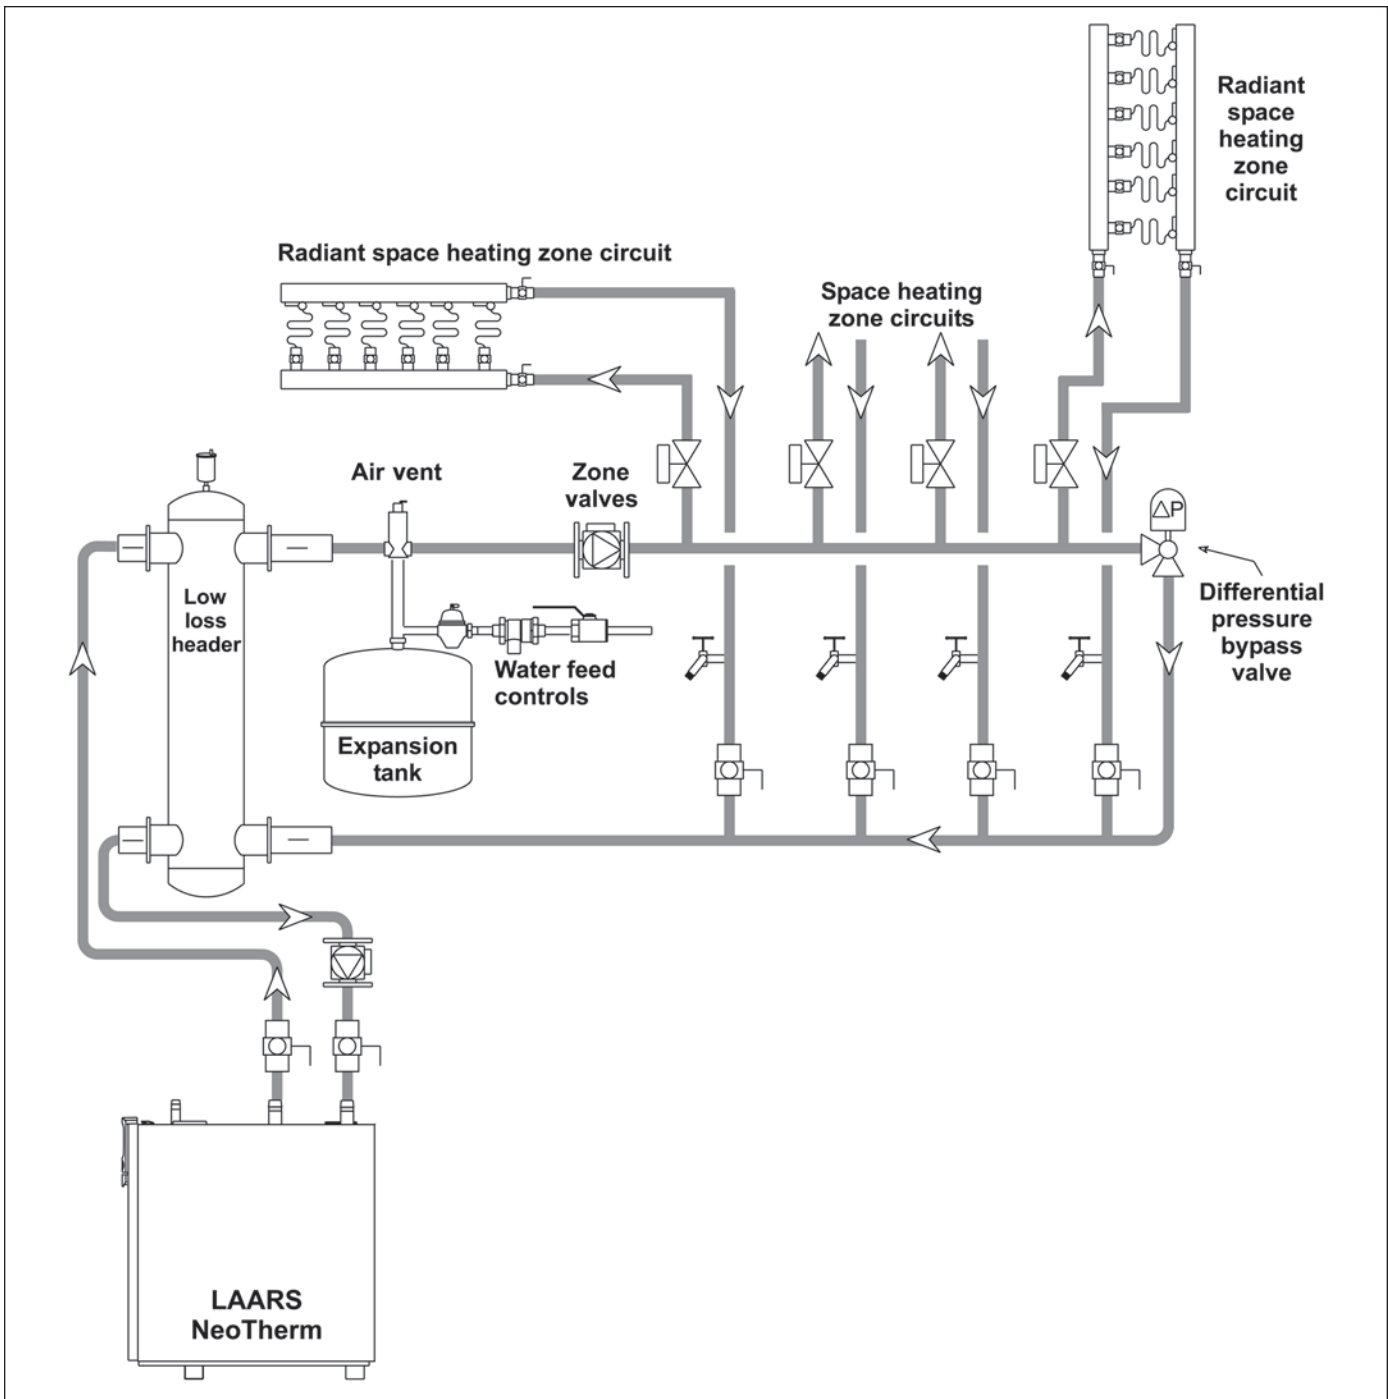 Radiant
space
heating
zone
circuit
Radiant space heating zone circuit
Space heating
zone circuits
Air vent
Zone
valves
ΔP
Low
loss
header
Differential
pressure
bypass
valve
Water feed
controls
Expansion
tank
LAARS
NeoTherm